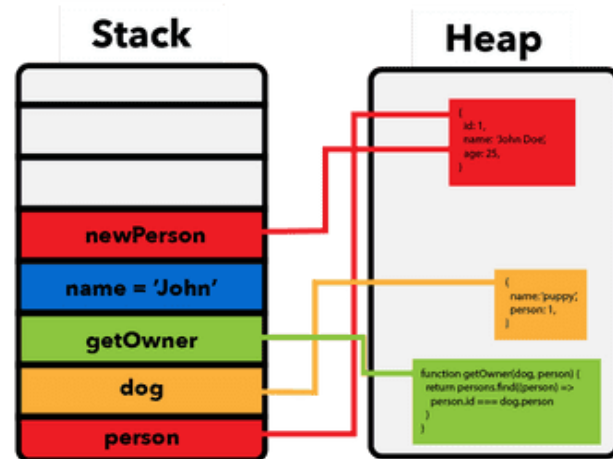 Stack
Heap
newPerson
name = ‘John’
getOwner
dog
person
{
id: 1,
name: 'John Doe',
age: 25,
}
{
name: 'puppy',
person: 1,
}
function getOwner(dog, person) {
return persons.find((person) =>
person.id === dog.person
)
}